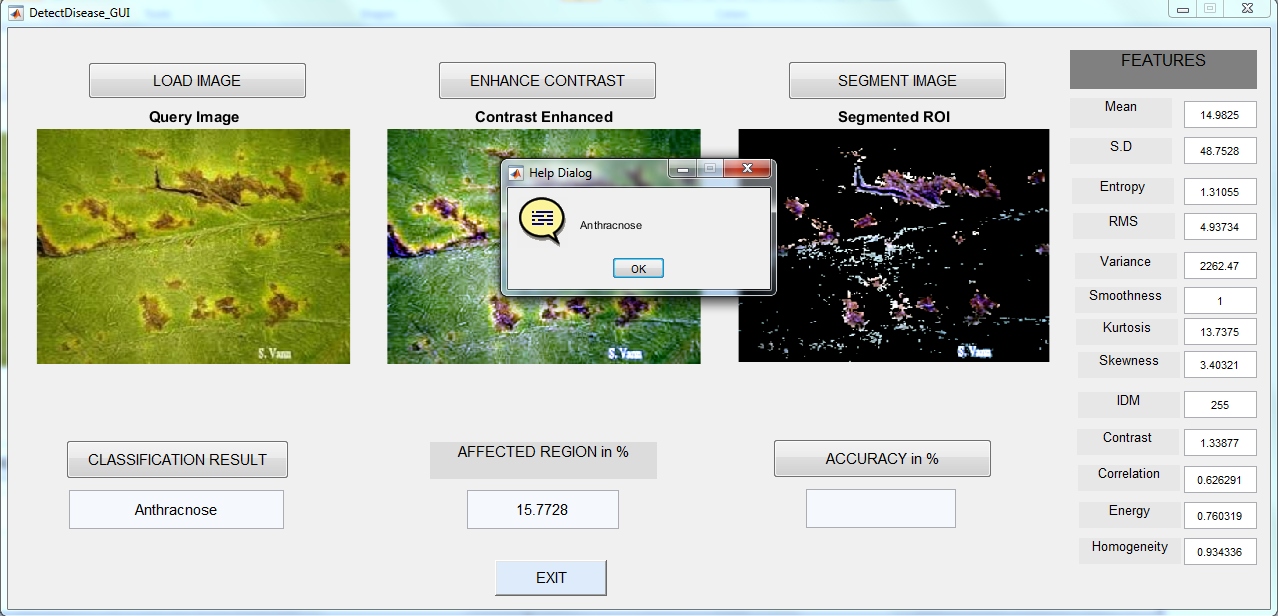 DetectDisease_GUI
LOAD IMAGE
ENHANCE CONTRAST
SEGMENT IMAGE
FEATURES
Query Image
Contrast Enhanced
Segmented ROI
Mean
14.9825
S.D
48.7528
Entropy
1.31055
RMS
4.93734
Variance
2262.47
Smoothness
1
Kurtosis
13.7375
Skewness
3.40321
IDM
255
Contrast
1.33877
Correlation
0.626291
Energy
0.760319
Homogeneity
0.934336
Help Dialog
Anthracnose
OK
S. Vann
S. Vann
S. Vann
CLASSIFICATION RESULT
AFFECTED REGION in %
ACCURACY in %
Anthracnose
15.7728
EXIT